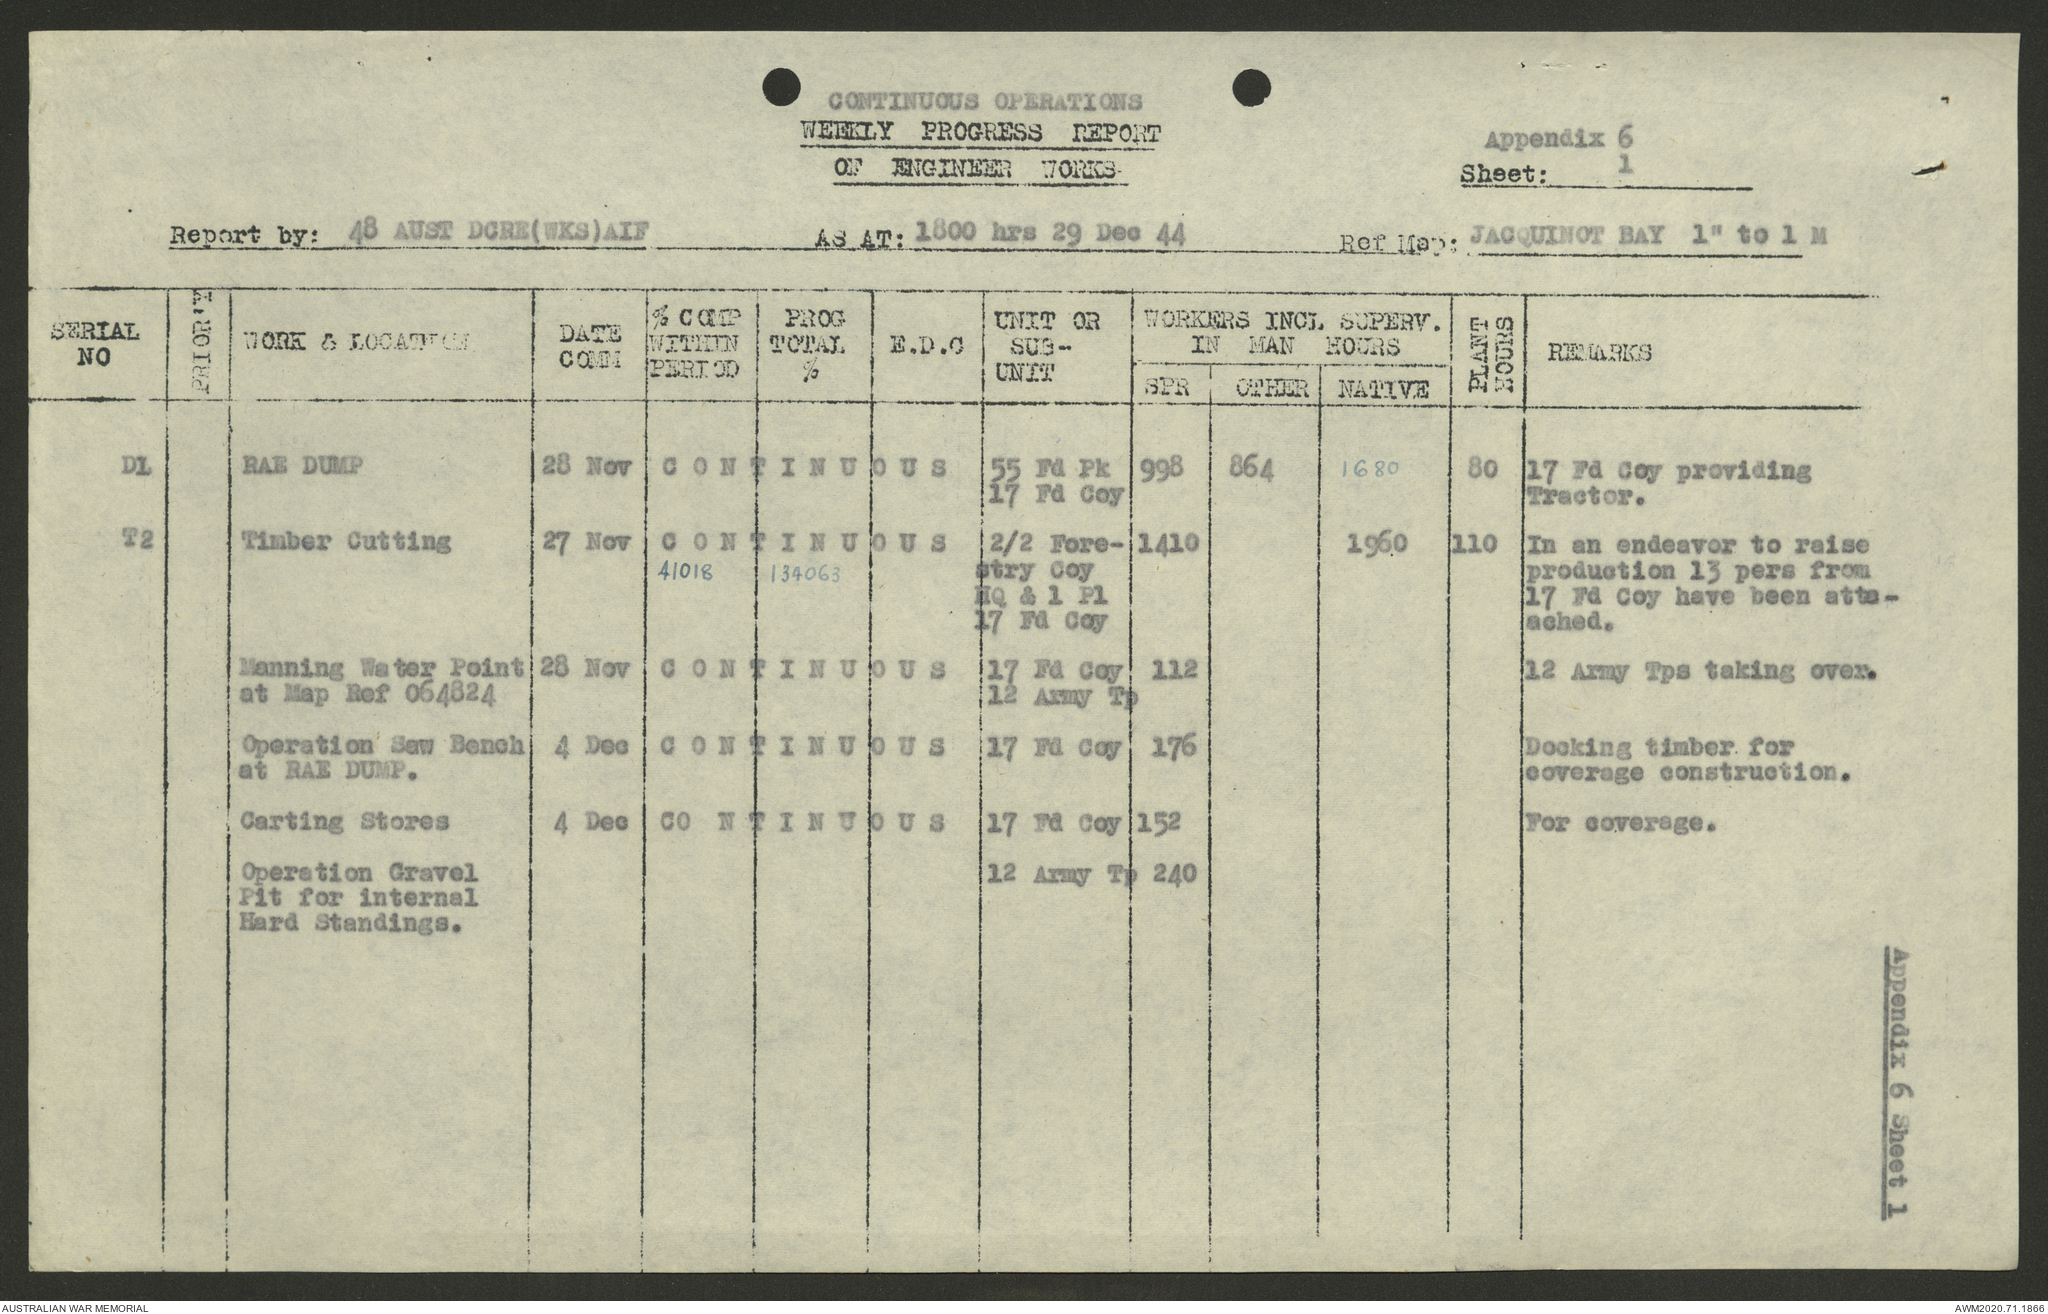 CONTINUOUS OPERATIONS
WEEKLY PROGRESS REPORT
OF ENGINEER WORKS
Appendix 6
Sheet: 1
Report by: 48 AUST DCRE(WKS)AIF AS AT: 1800 hrs 29 Dec 44 Ref Map: JACQUINOT BAY 1" to 1 M
SERIAL NO PRIOR'Y WORK & LOCATION DATE COMM % COMP WITHIN PERIOD PROG TOTAL % E.D.C UNIT OR SUB-UNIT WORKERS INCL SUPERV. IN MAN HOURS SPR OTHER NATIVE PLANT HOURS REMARKS
D1 RAE DUMP 28 Nov C O N T I N U O U S 55 Fd Pk 998 864 1680 80 17 Fd Coy providing
17 Fd Coy Tractor.
T2 Timber Cutting 27 Nov C O N T I N U O U S 2/2 Fore- 1410 1960 110 In an endeavor to raise
41018 134063 stry Coy production 13 pers from
HQ & 1 Pl 17 Fd Coy have been atta-
17 Fd Coy ached.
Manning Water Point 28 Nov C O N T I N U O U S 17 Fd Coy 112 12 Army Tps taking over.
at Map Ref 064824 12 Army Tp
Operation Saw Bench 4 Dec C O N T I N U O U S 17 Fd Coy 176 Docking timber for
at RAE DUMP. coverage construction.
Carting Stores 4 Dec CO N T I N U O U S 17 Fd Coy 152 For coverage.
Operation Gravel 12 Army Tp 240
Pit for internal
Hard Standings.
Appendix 6 Sheet 1
AUSTRALIAN WAR MEMORIAL AWM2020.71.1866